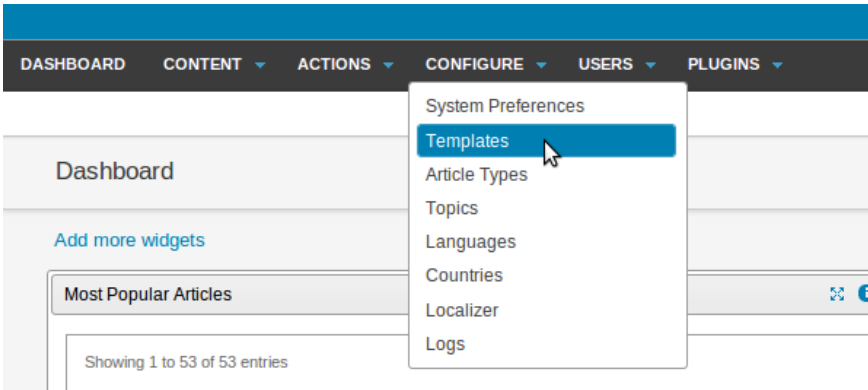 DASHBOARD CONTENT ACTIONS CONFIGURE USERS PLUGINS
System Preferences
Templates
Article Types
Topics
Languages
Countries
Localizer
Logs
Dashboard
Add more widgets
Most Popular Articles
Showing 1 to 53 of 53 entries